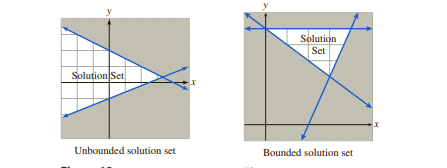 y
Solution Set
x
Unbounded solution set
y
Solution
Set
x
Bounded solution set